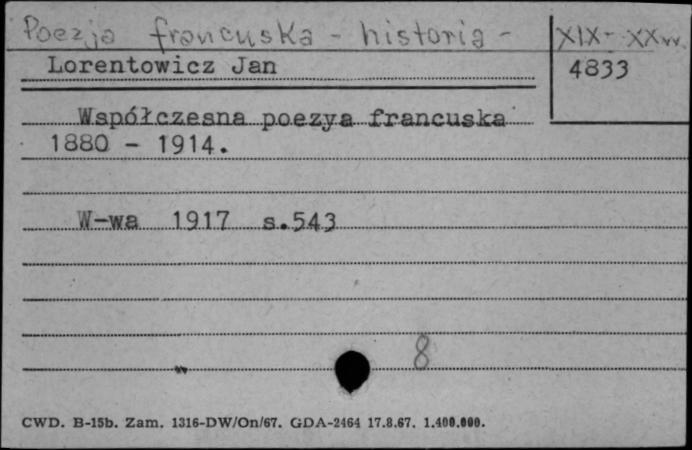 Poezja francuska - historia - XIX - XXw.
Lorentowicz Jan
4833
Współczesna poezya francuska
1880 - 1914.
W-wa 1917 s.543
8
CWD. B-15b. Zam. 1316-DW/On/67. GDA-2464 17.8.67. 1.400.000.